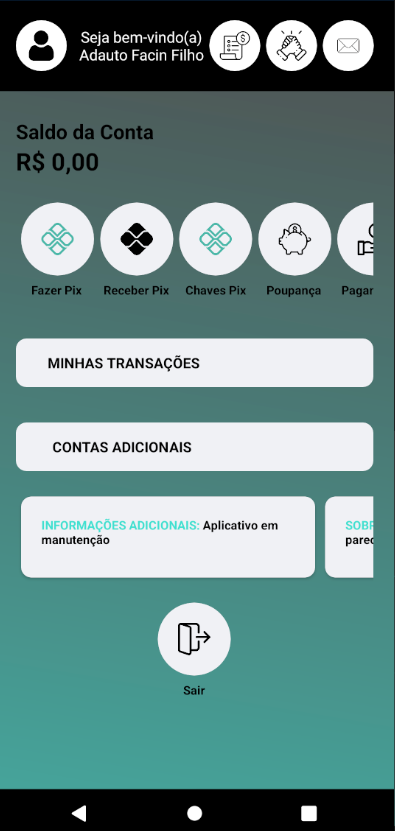 Seja bem-vindo(a)
Adauto Facin Filho
Saldo da Conta
R$ 0,00
Fazer Pix
Receber Pix
Chaves Pix
Poupança
Pagar
MINHAS TRANSAÇÕES
CONTAS ADICIONAIS
INFORMAÇÕES ADICIONAIS: Aplicativo em
manutenção
SOBR
parec
Sair